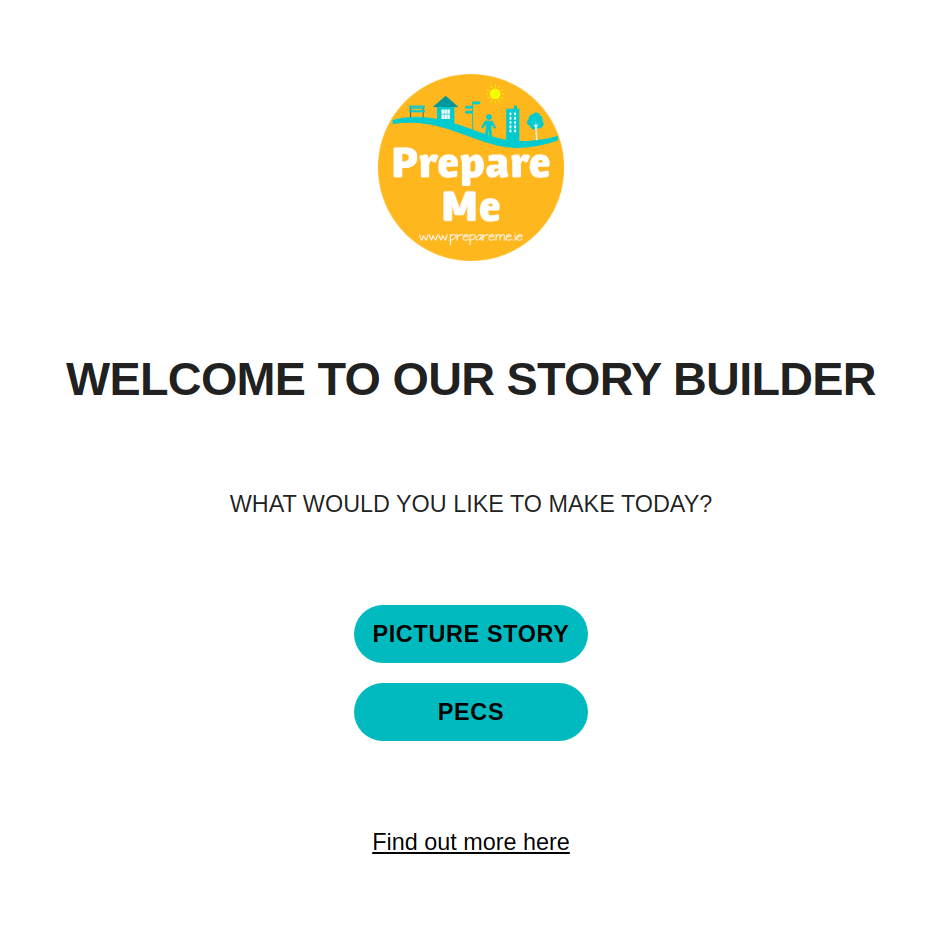 Prepare
Me
www.prepareme.ie
WELCOME TO OUR STORY BUILDER
WHAT WOULD YOU LIKE TO MAKE TODAY?
PICTURE STORY
PECS
Find out more here